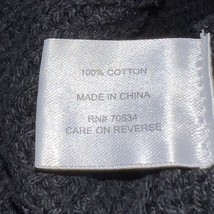 100% COTTON
MADE IN CHINA
RN# 70534
CARE ON REVERSE